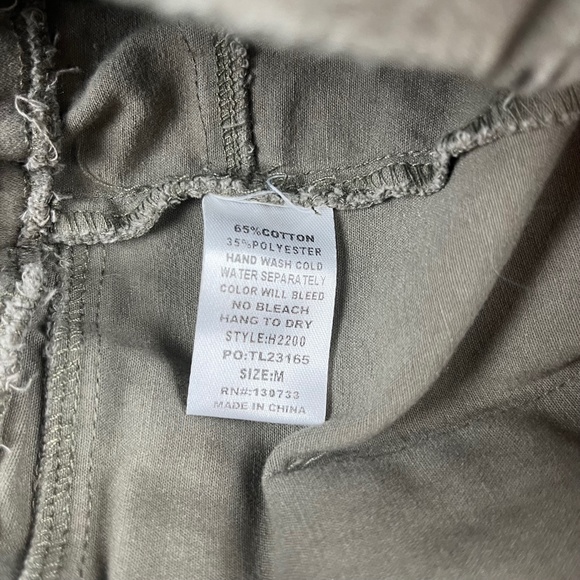 65%COTTON
35%POLYESTER
HAND WASH COLD
WATER SEPARATELY
COLOR WILL BLEED
NO BLEACH
HANG TO DRY
STYLE:H2200
PO:TL23165
SIZE:M
RN#:130733
MADE IN CHINA